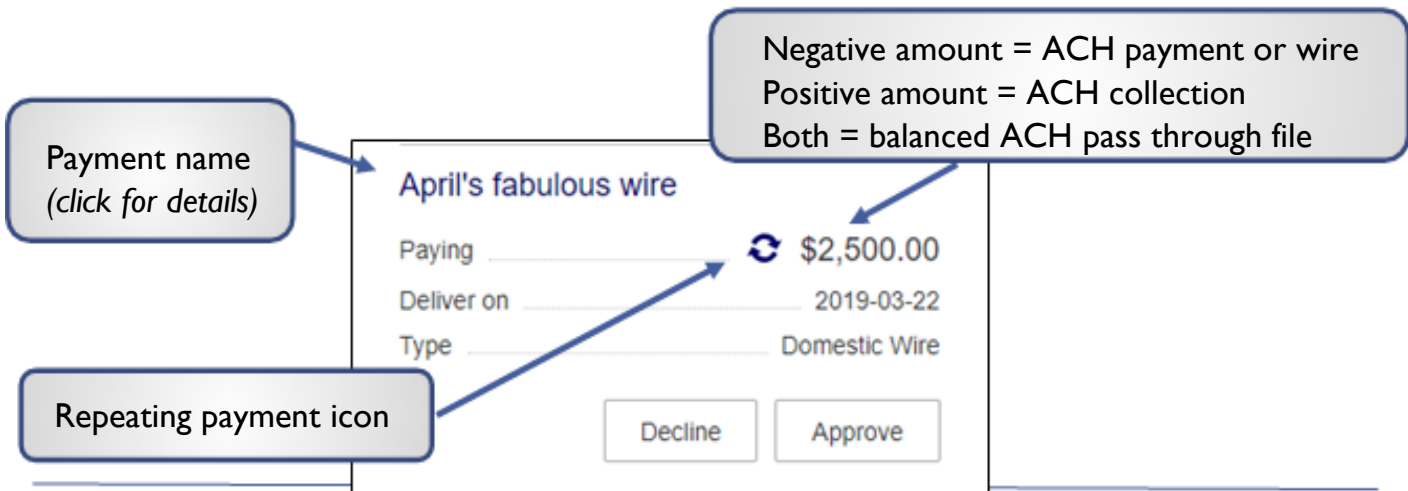 Negative amount = ACH payment or wire
Positive amount = ACH collection
Both = balanced ACH pass through file
Payment name
(click for details)
April's fabulous wire
Paying $2,500.00
Deliver on 2019-03-22
Type Domestic Wire
Repeating payment icon
Decline Approve